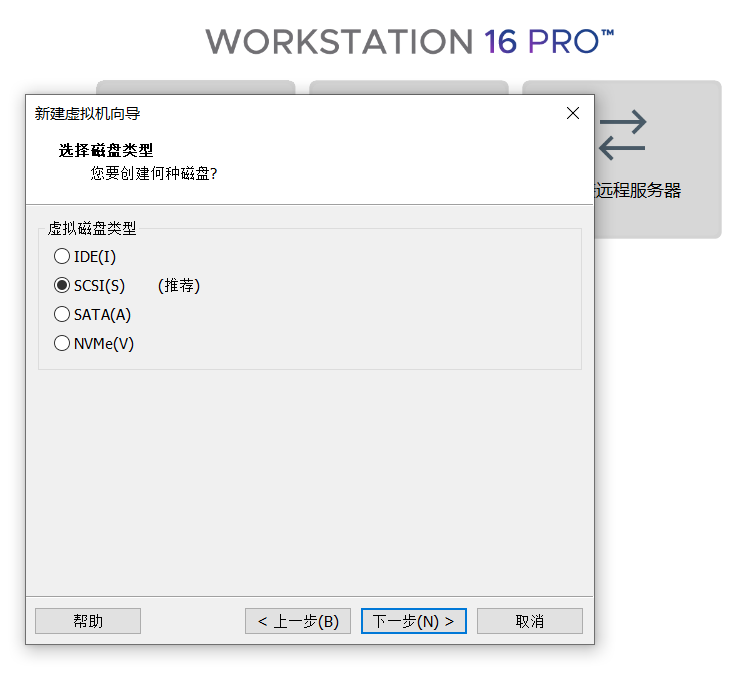 WORKSTATION 16 PRO™
新建虚拟机向导
选择磁盘类型
您要创建何种磁盘?
远程服务器
虚拟磁盘类型
IDE(I)
SCSI(S) (推荐)
SATA(A)
NVMe(V)
帮助
< 上一步(B)
下一步(N) >
取消